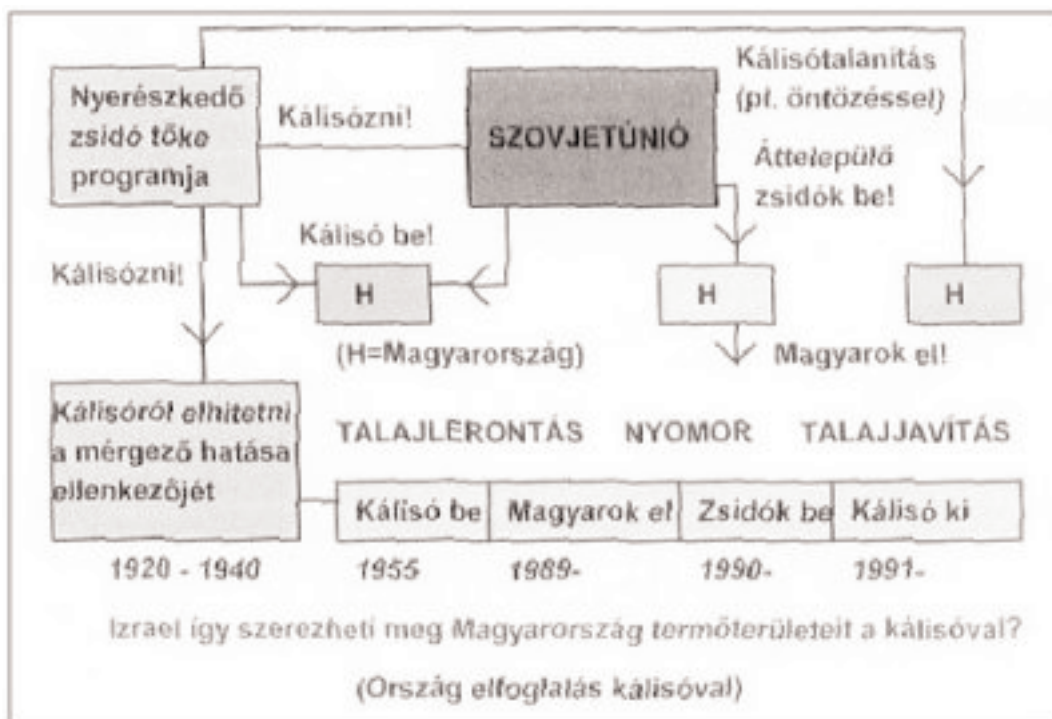 Nyerészkedő
zsidó tőke
programja
Kálisózni!
SZOVJETÚNIÓ
Kálisótalanítás
(pl. öntözéssel)
Áttelepülő
zsidók be!
Kálisó be!
Kálisózni!
H
H
H
(H=Magyarország)
Magyarok el!
Kálisóról elhitetni
a mérgező hatása
ellenkezőjét
TALAJLERONTÁS NYOMOR TALAJJAVÍTÁS
Kálisó be Magyarok el Zsidók be Kálisó ki
1920 - 1940 1955 1989- 1990- 1991-
Izrael így szerezheti meg Magyarország termőterületeit a kálisóval?
(Ország elfoglalás kálisóval)